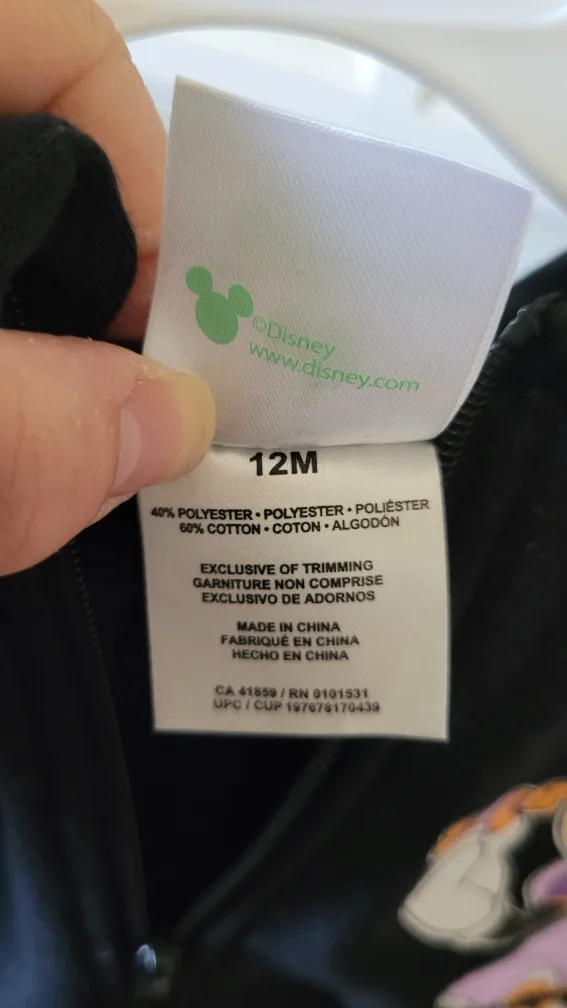 ©Disney
www.disney.com
12M
40% POLYESTER • POLYESTER • POLIÉSTER
60% COTTON • COTON • ALGODÓN
EXCLUSIVE OF TRIMMING
GARNITURE NON COMPRISE
EXCLUSIVO DE ADORNOS
MADE IN CHINA
FABRIQUÉ EN CHINA
HECHO EN CHINA
CA 41859 / RN 0101531
UPC / CUP 197678170439